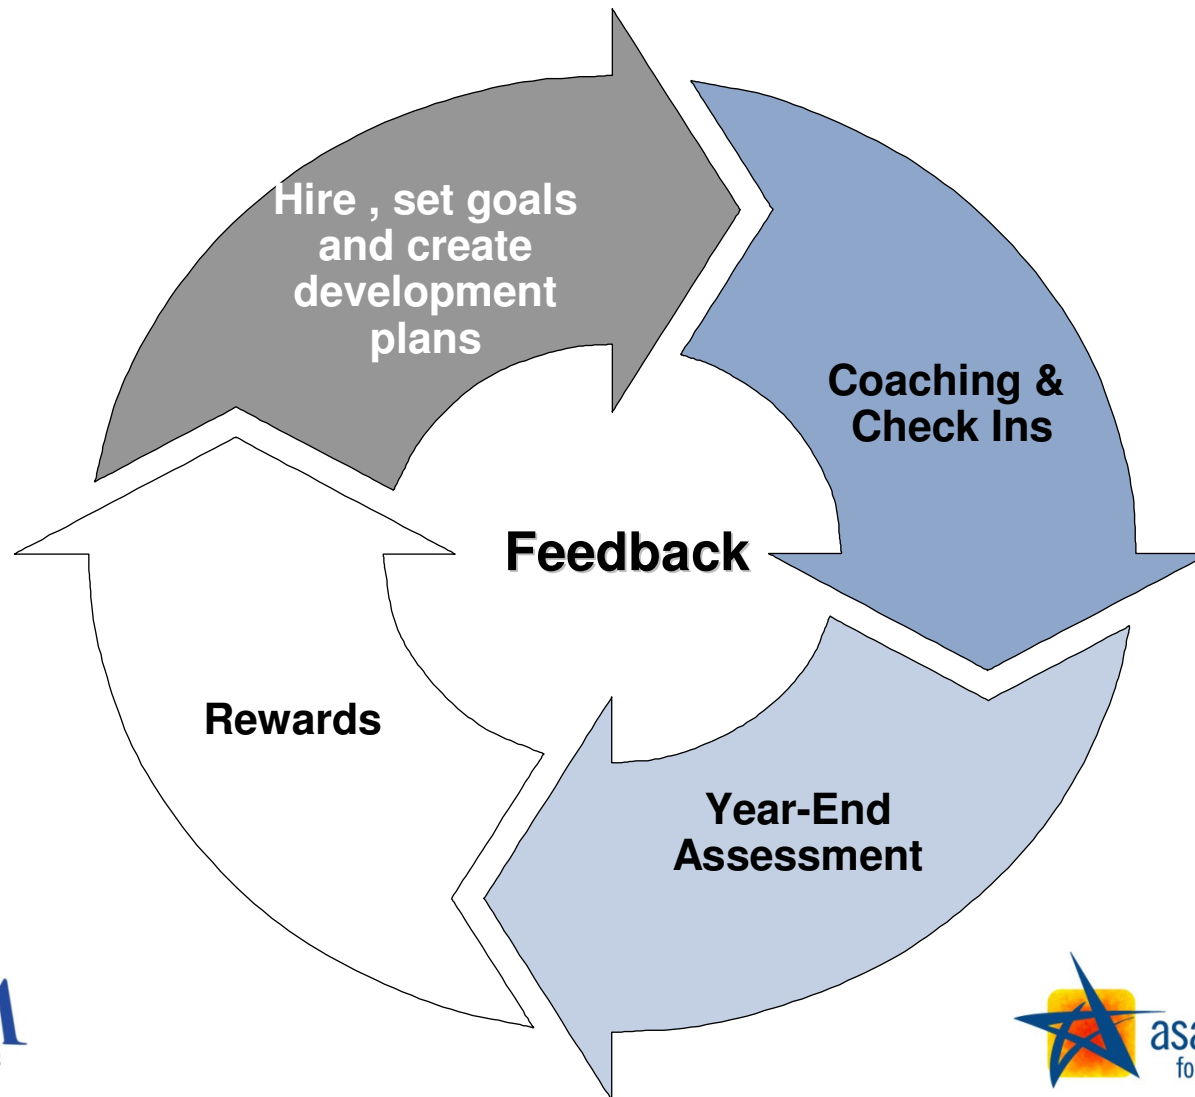 Hire , set goals
and create
development
plans
Coaching &
Check Ins
Feedback
Rewards
Year-End
Assessment